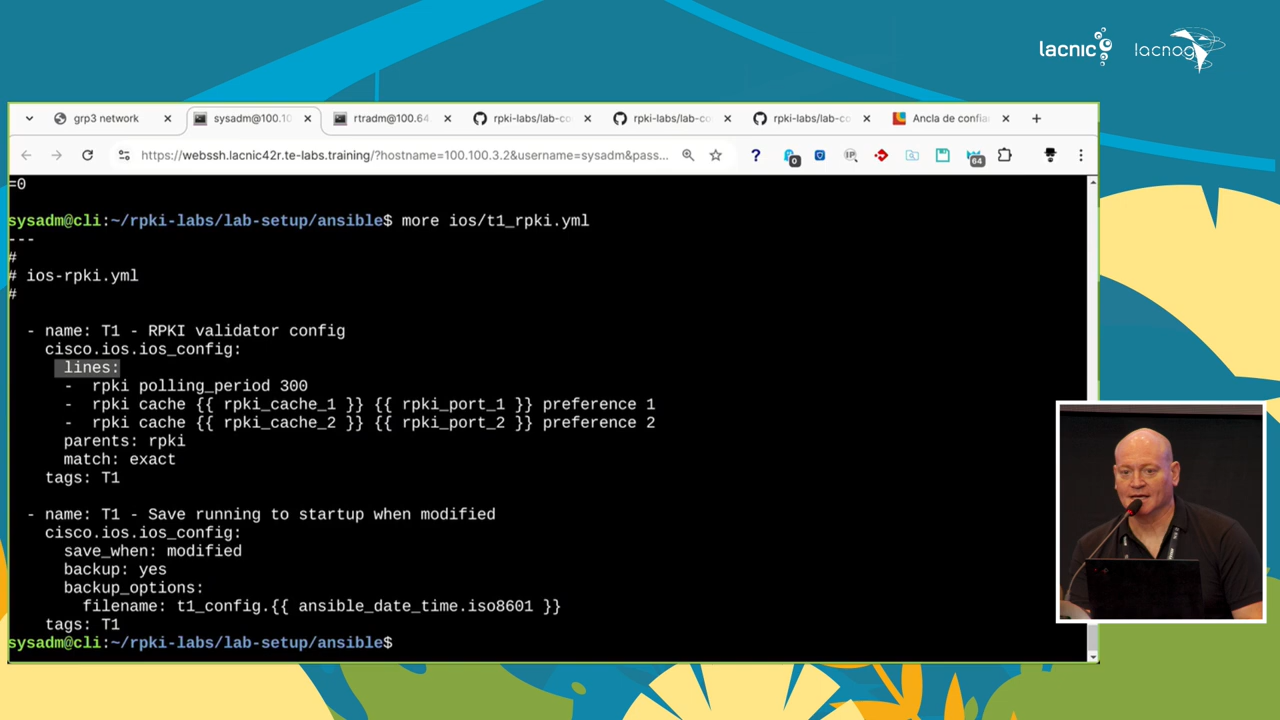 lacnic
lacnog
grp3 network
sysadm@100.10
rtradm@100.64.
rpki-labs/lab-co
rpki-labs/lab-co
rpki-labs/lab-co
Ancla de confia
https://webssh.lacnic42r.te-labs.training/?hostname=100.100.3.2&username=sysadm&pass...
?
0
IP
64
=0
sysadm@cli:~/rpki-labs/lab-setup/ansible$ more ios/t1_rpki.yml
---
#
# ios-rpki.yml
#
- name: T1 - RPKI validator config
cisco.ios.ios_config:
lines:
- rpki polling_period 300
- rpki cache {{ rpki_cache_1 }} {{ rpki_port_1 }} preference 1
- rpki cache {{ rpki_cache_2 }} {{ rpki_port_2 }} preference 2
parents: rpki
match: exact
tags: T1
- name: T1 - Save running to startup when modified
cisco.ios.ios_config:
save_when: modified
backup: yes
backup_options:
filename: t1_config.{{ ansible_date_time.iso8601 }}
tags: T1
sysadm@cli:~/rpki-labs/lab-setup/ansible$